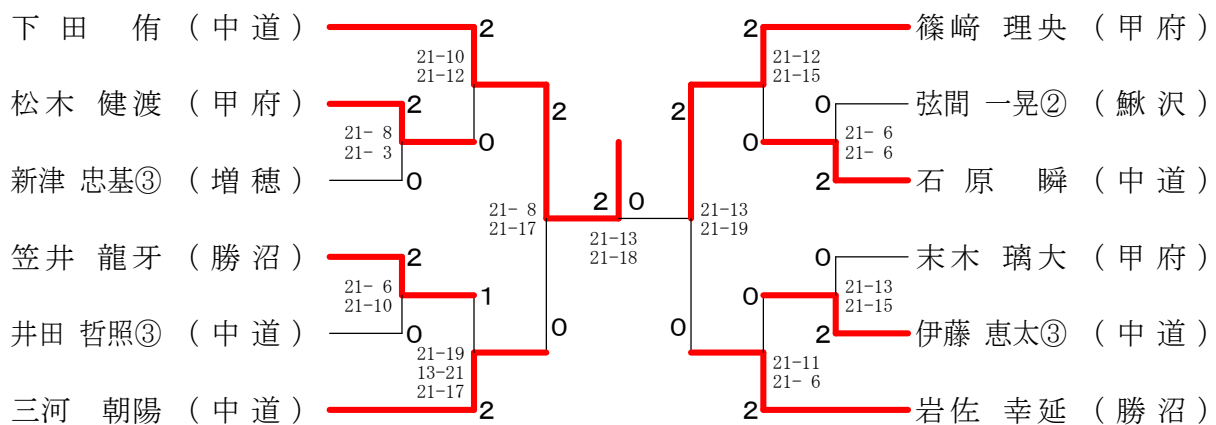 下田 侑 (中道) 2 2 篠﨑 理央 (甲府)
21-10 21-12
21-12 21-15
松木 健渡 (甲府) 2 2 2 0 弦間 一晃② (鰍沢)
21- 8 21- 6
21- 3 0 0 21- 6
新津 忠基③ (増穂) 0 2 石原 瞬 (中道)
21- 8 2 0 21-13
21-17 21-19
21-13
21-18
笠井 龍牙 (勝沼) 2 0 末木 璃大 (甲府)
21- 6 21-13
21-10 1 0 21-15
井田 哲照③ (中道) 0 0 0 2 伊藤 恵太③ (中道)
21-19 21-11
13-21 21- 6
21-17
三河 朝陽 (中道) 2 2 岩佐 幸延 (勝沼)